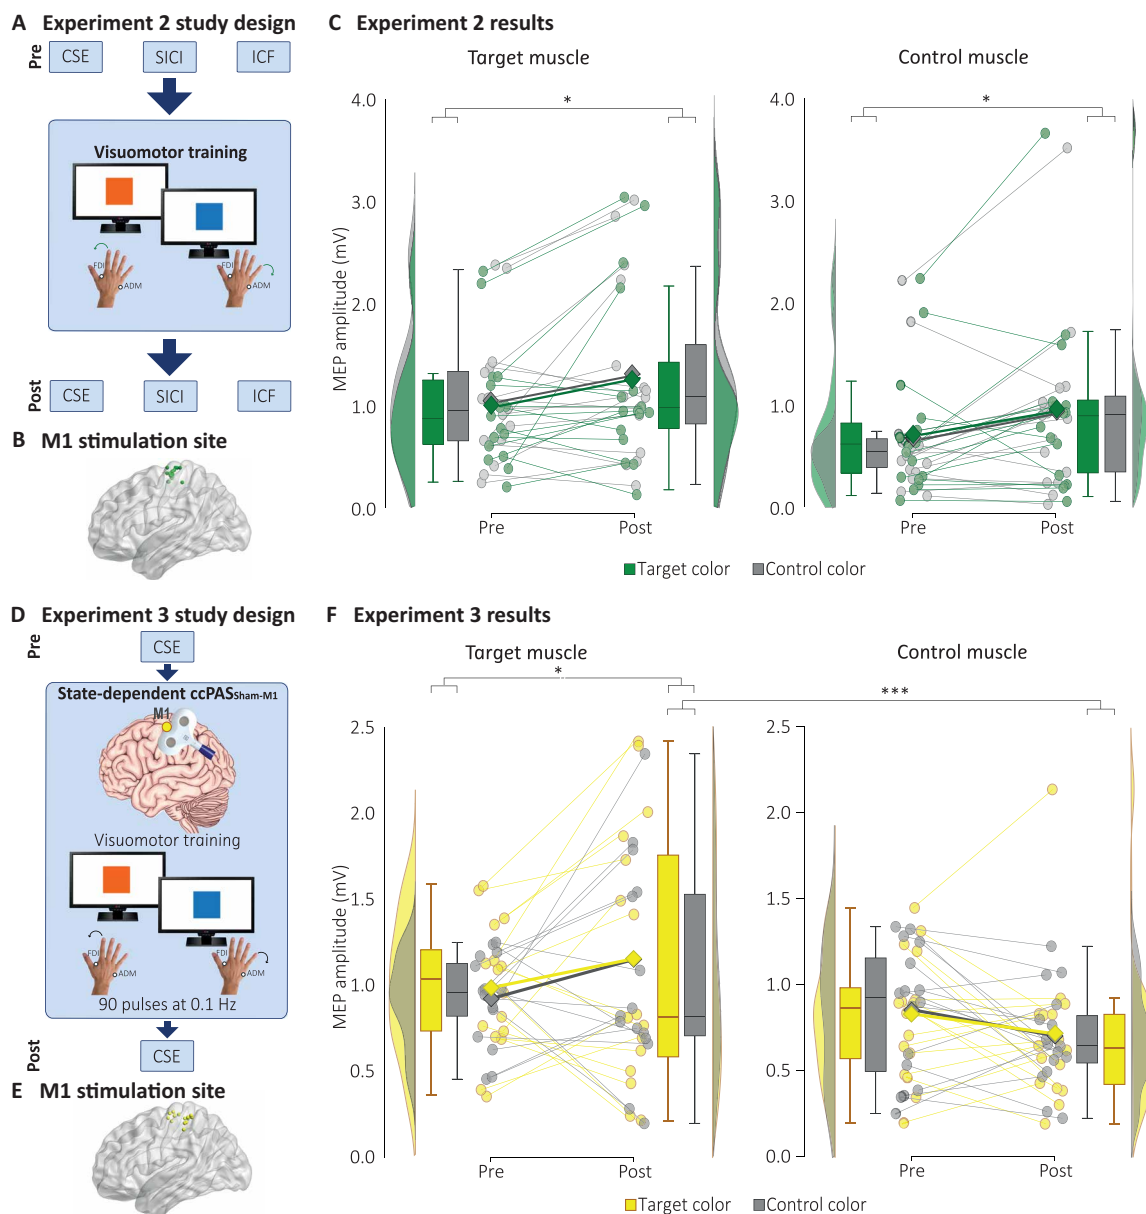 A Experiment 2 study design
Pre
CSE
SICI
ICF
Visuomotor training
FDI
ADM
FDI
ADM
Post
CSE
SICI
ICF
B M1 stimulation site
C Experiment 2 results
Target muscle
*
MEP amplitude (mV)
4.0
3.0
2.0
1.0
0.0
Pre
Post
Control muscle
*
4.0
3.0
2.0
1.0
0.0
Pre
Post
Target color
Control color
D Experiment 3 study design
Pre
CSE
State-dependent ccPASSham-M1
M1
Visuomotor training
FDI
ADM
FDI
ADM
90 pulses at 0.1 Hz
Post
CSE
E M1 stimulation site
F Experiment 3 results
Target muscle
*
Control muscle
***
MEP amplitude (mV)
2.5
2.0
1.5
1.0
0.5
0.0
Pre
Post
2.5
2.0
1.5
1.0
0.5
0.0
Pre
Post
Target color
Control color